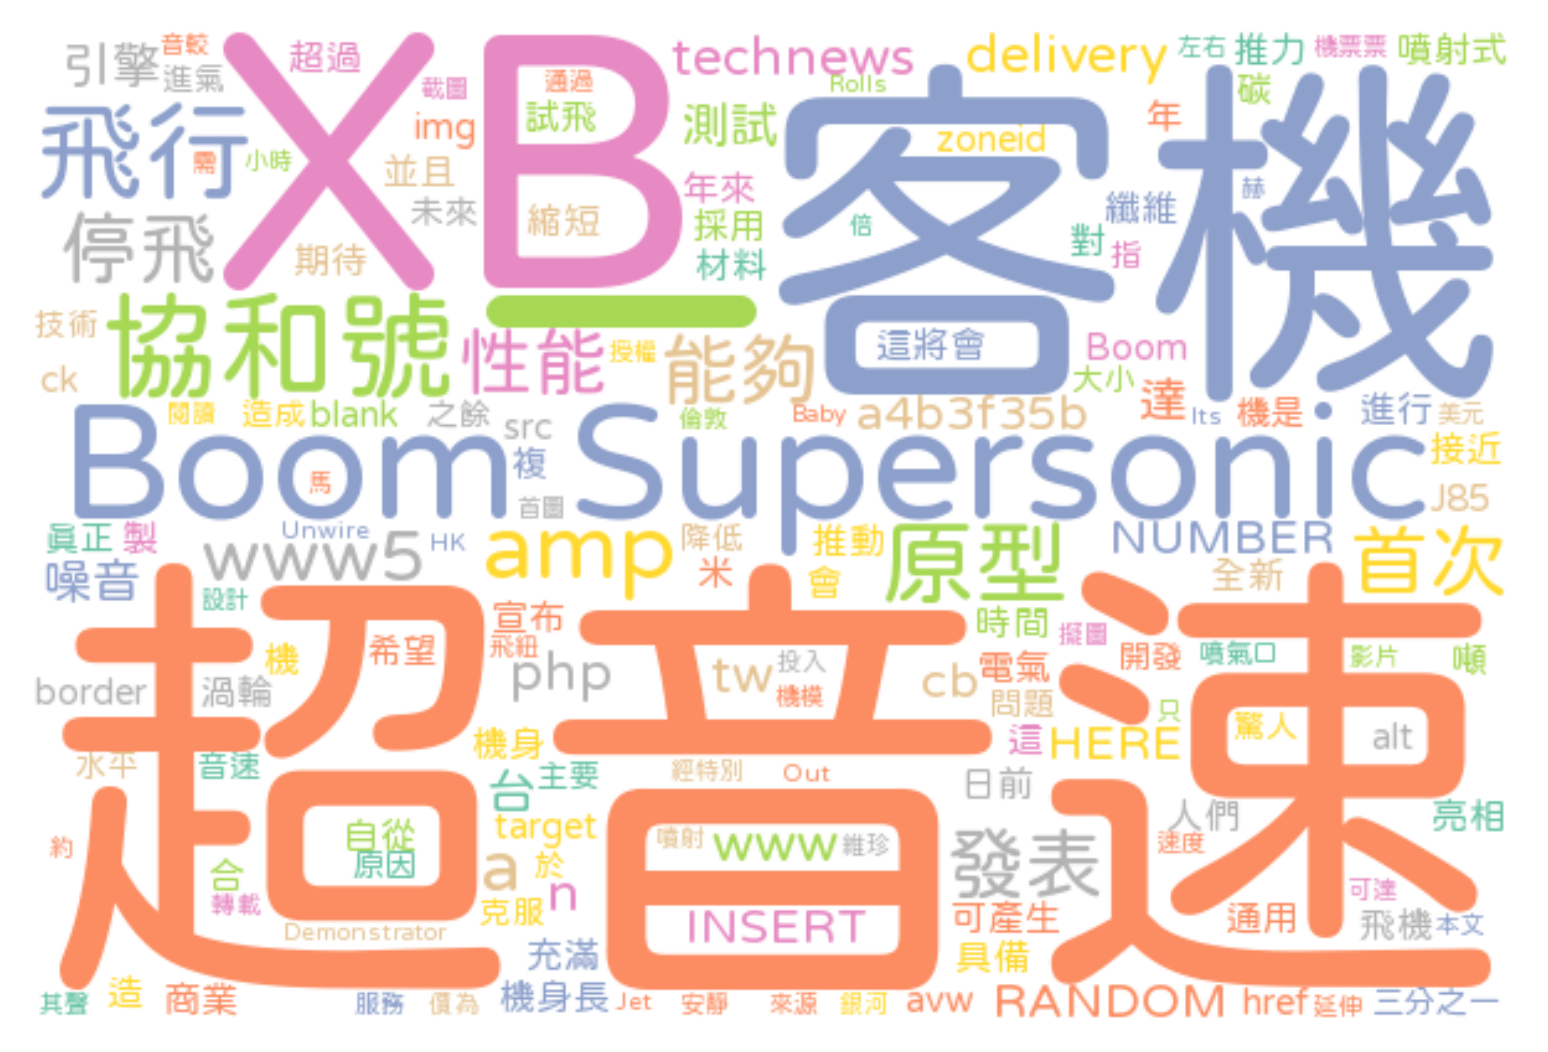 引擎 音較 進氣 超過 截圖 XB 通過 試飛 technews Rolls delivery 左右 推力 機票票 噴射式
飛行 需 小時 img 並且 未來 測試 客機 zoneid 年 碳
停飛 期待 縮短 年來 採用 材料 倍 對 指 纖維 赫
技術 協和號 性能 授權 能夠 這將會 Boom 大小
ck 閱讀 造成 blank 之餘 src 倫敦 Baby a4b3f35b 達 Its 機是 進行 美元
Boom Supersonic 馬 複 首圖 接近 J85
真正 製 Unwire www5 HK amp 降低 推動 原型 NUMBER 首次
噪音 設計 米 會 全新
超音速 宣布 飛紐 時間 擬圖 希望 機 開發 噴氣口 影片 噸
border 渦輪 php tw 投入 機模 cb 電氣 問題 只
水平 音速 機身 台 主要 經特別 Out 這 HERE 驚人 alt
日前 人們 亮相
約 自從 原因 target 噴射 www 維珍 發表 速度
合 轉載 a 於 n 克服 INSERT 可產生 通用 可達 飛機 本文
Demonstrator 充滿 具備
其聲 造 商業 服務 價為 機身長 Jet 安靜 來源 銀河 avw RANDOM href 延伸 三分之一